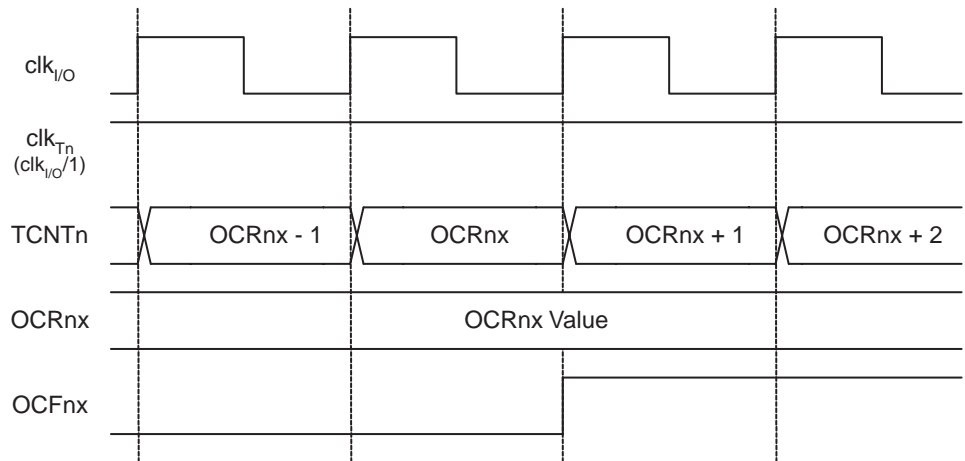 clkI/O
clkTn
(clkI/O/1)
TCNTn
OCRnx - 1
OCRnx
OCRnx + 1
OCRnx + 2
OCRnx
OCRnx Value
OCFnx